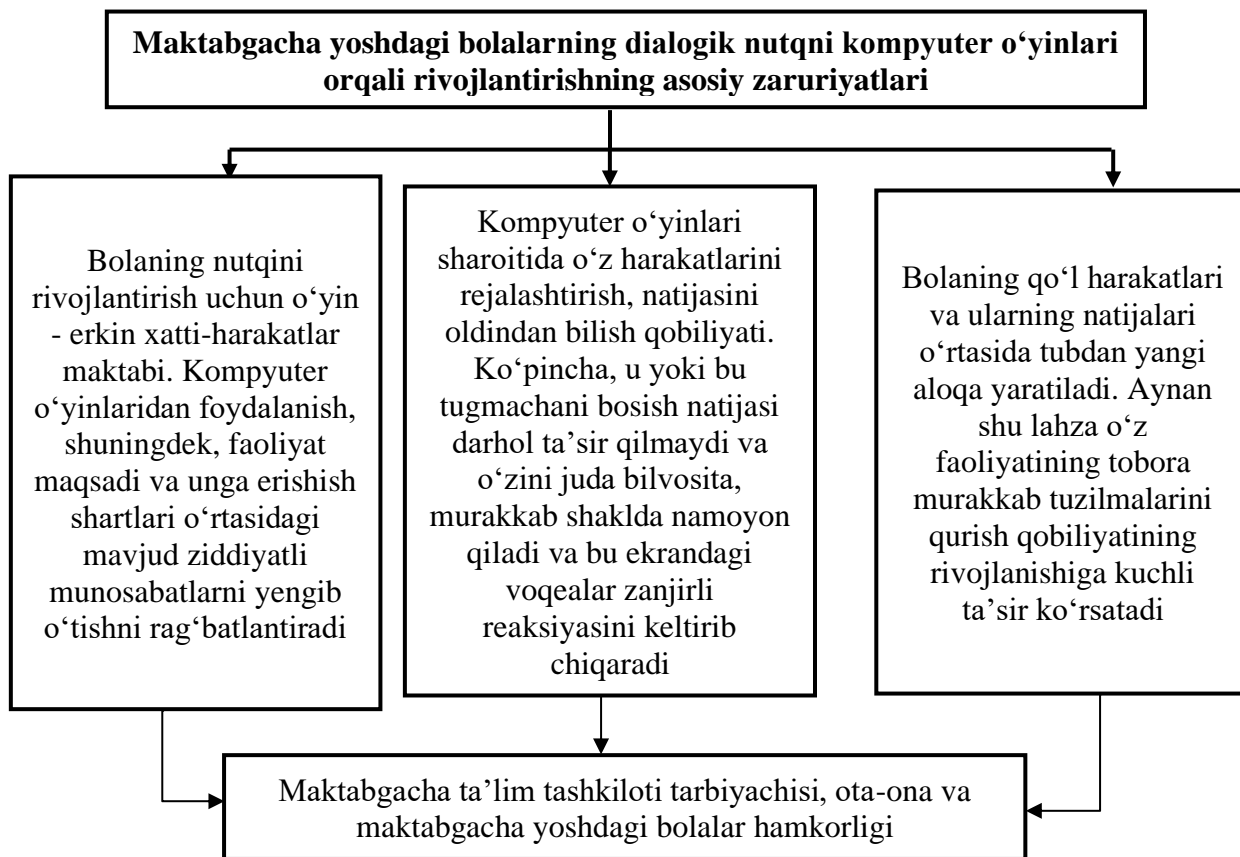 Maktabgacha yoshdagi bolalarning dialogik nutqni kompyuter o‘yinlari
orqali rivojlantirishning asosiy zaruriyatlari
Bolaning nutqini
rivojlantirish uchun o‘yin
- erkin xatti-harakatlar
maktabi. Kompyuter
o‘yinlaridan foydalanish,
shuningdek, faoliyat
maqsadi va unga erishish
shartlari o‘rtasidagi
mavjud ziddiyatli
munosabatlarni yengib
o‘tishni rag‘batlantiradi
Kompyuter o‘yinlari
sharoitida o‘z harakatlarini
rejalashtirish, natijasini
oldindan bilish qobiliyati.
Ko‘pincha, u yoki bu
tugmachani bosish natijasi
darhol ta’sir qilmaydi va
o‘zini juda bilvosita,
murakkab shaklda namoyon
qiladi va bu ekrandagi
voqealar zanjirli
reaksiyasini keltirib
chiqaradi
Bolaning qo‘l harakatlari
va ularning natijalari
o‘rtasida tubdan yangi
aloqa yaratiladi. Aynan
shu lahza o‘z
faoliyatining tobora
murakkab tuzilmalarini
qurish qobiliyatining
rivojlanishiga kuchli
ta’sir ko‘rsatadi
Maktabgacha ta’lim tashkiloti tarbiyachisi, ota-ona va
maktabgacha yoshdagi bolalar hamkorligi